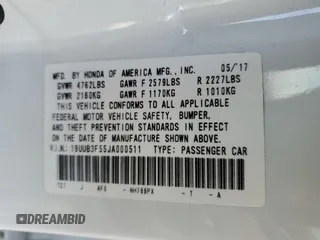 MFD. BY HONDA OF AMERICA MFG., INC. 05/17
GVWR 4762LBS GAWR F 2579LBS R 2227LBS
GVWR 2160KG GAWR F 1170KG R 1010KG
THIS VEHICLE CONFORMS TO ALL APPLICABLE
FEDERAL MOTOR VEHICLE SAFETY, BUMPER,
AND THEFT PREVENTION STANDARDS IN EFFECT ON
THE DATE OF MANUFACTURE SHOWN ABOVE.
V.I.N.: 19UUB3F55JA000511 TYPE: PASSENGER CAR
J AF5 - NH788PX - T - A
DREAMBID